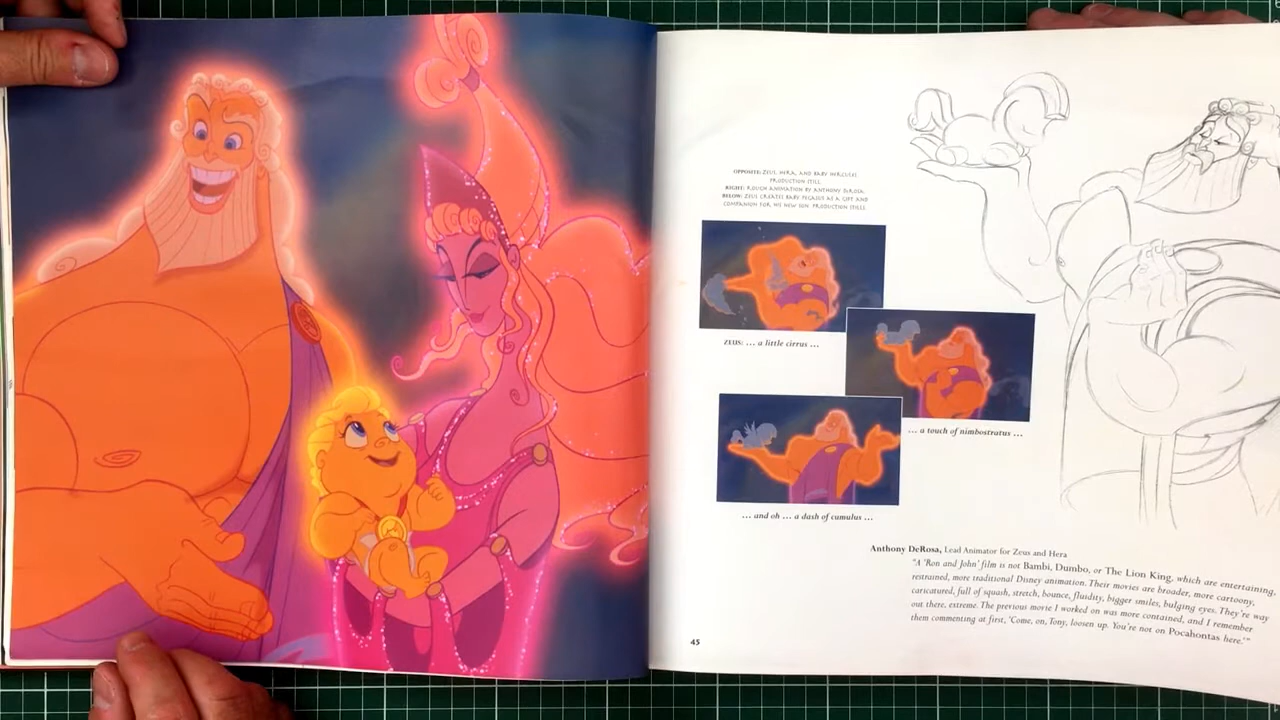 OPPOSITE: ZEUS, HERA, AND BABY HERCULES.
PRODUCTION STILL
RIGHT: ROUGH ANIMATION BY ANTHONY DEROSA.
BELOW: ZEUS CREATES BABY PEGASUS AS A GIFT AND
COMPANION FOR HIS NEW SON. PRODUCTION STILLS
ZEUS: ... a little cirrus ...
... a touch of nimbostratus ...
... and oh ... a dash of cumulus ...
Anthony DeRosa, Lead Animator for Zeus and Hera
"A 'Ron and John' film is not Bambi, Dumbo, or The Lion King, which are entertaining,
restrained, more traditional Disney animation. Their movies are broader, more cartoony,
caricatured, full of squash, stretch, bounce, fluidity, bigger smiles, bulging eyes. They're way
out there, extreme. The previous movie I worked on was more contained, and I remember
them commenting at first, 'Come, on, Tony, loosen up. You're not on Pocahontas here.'"
45